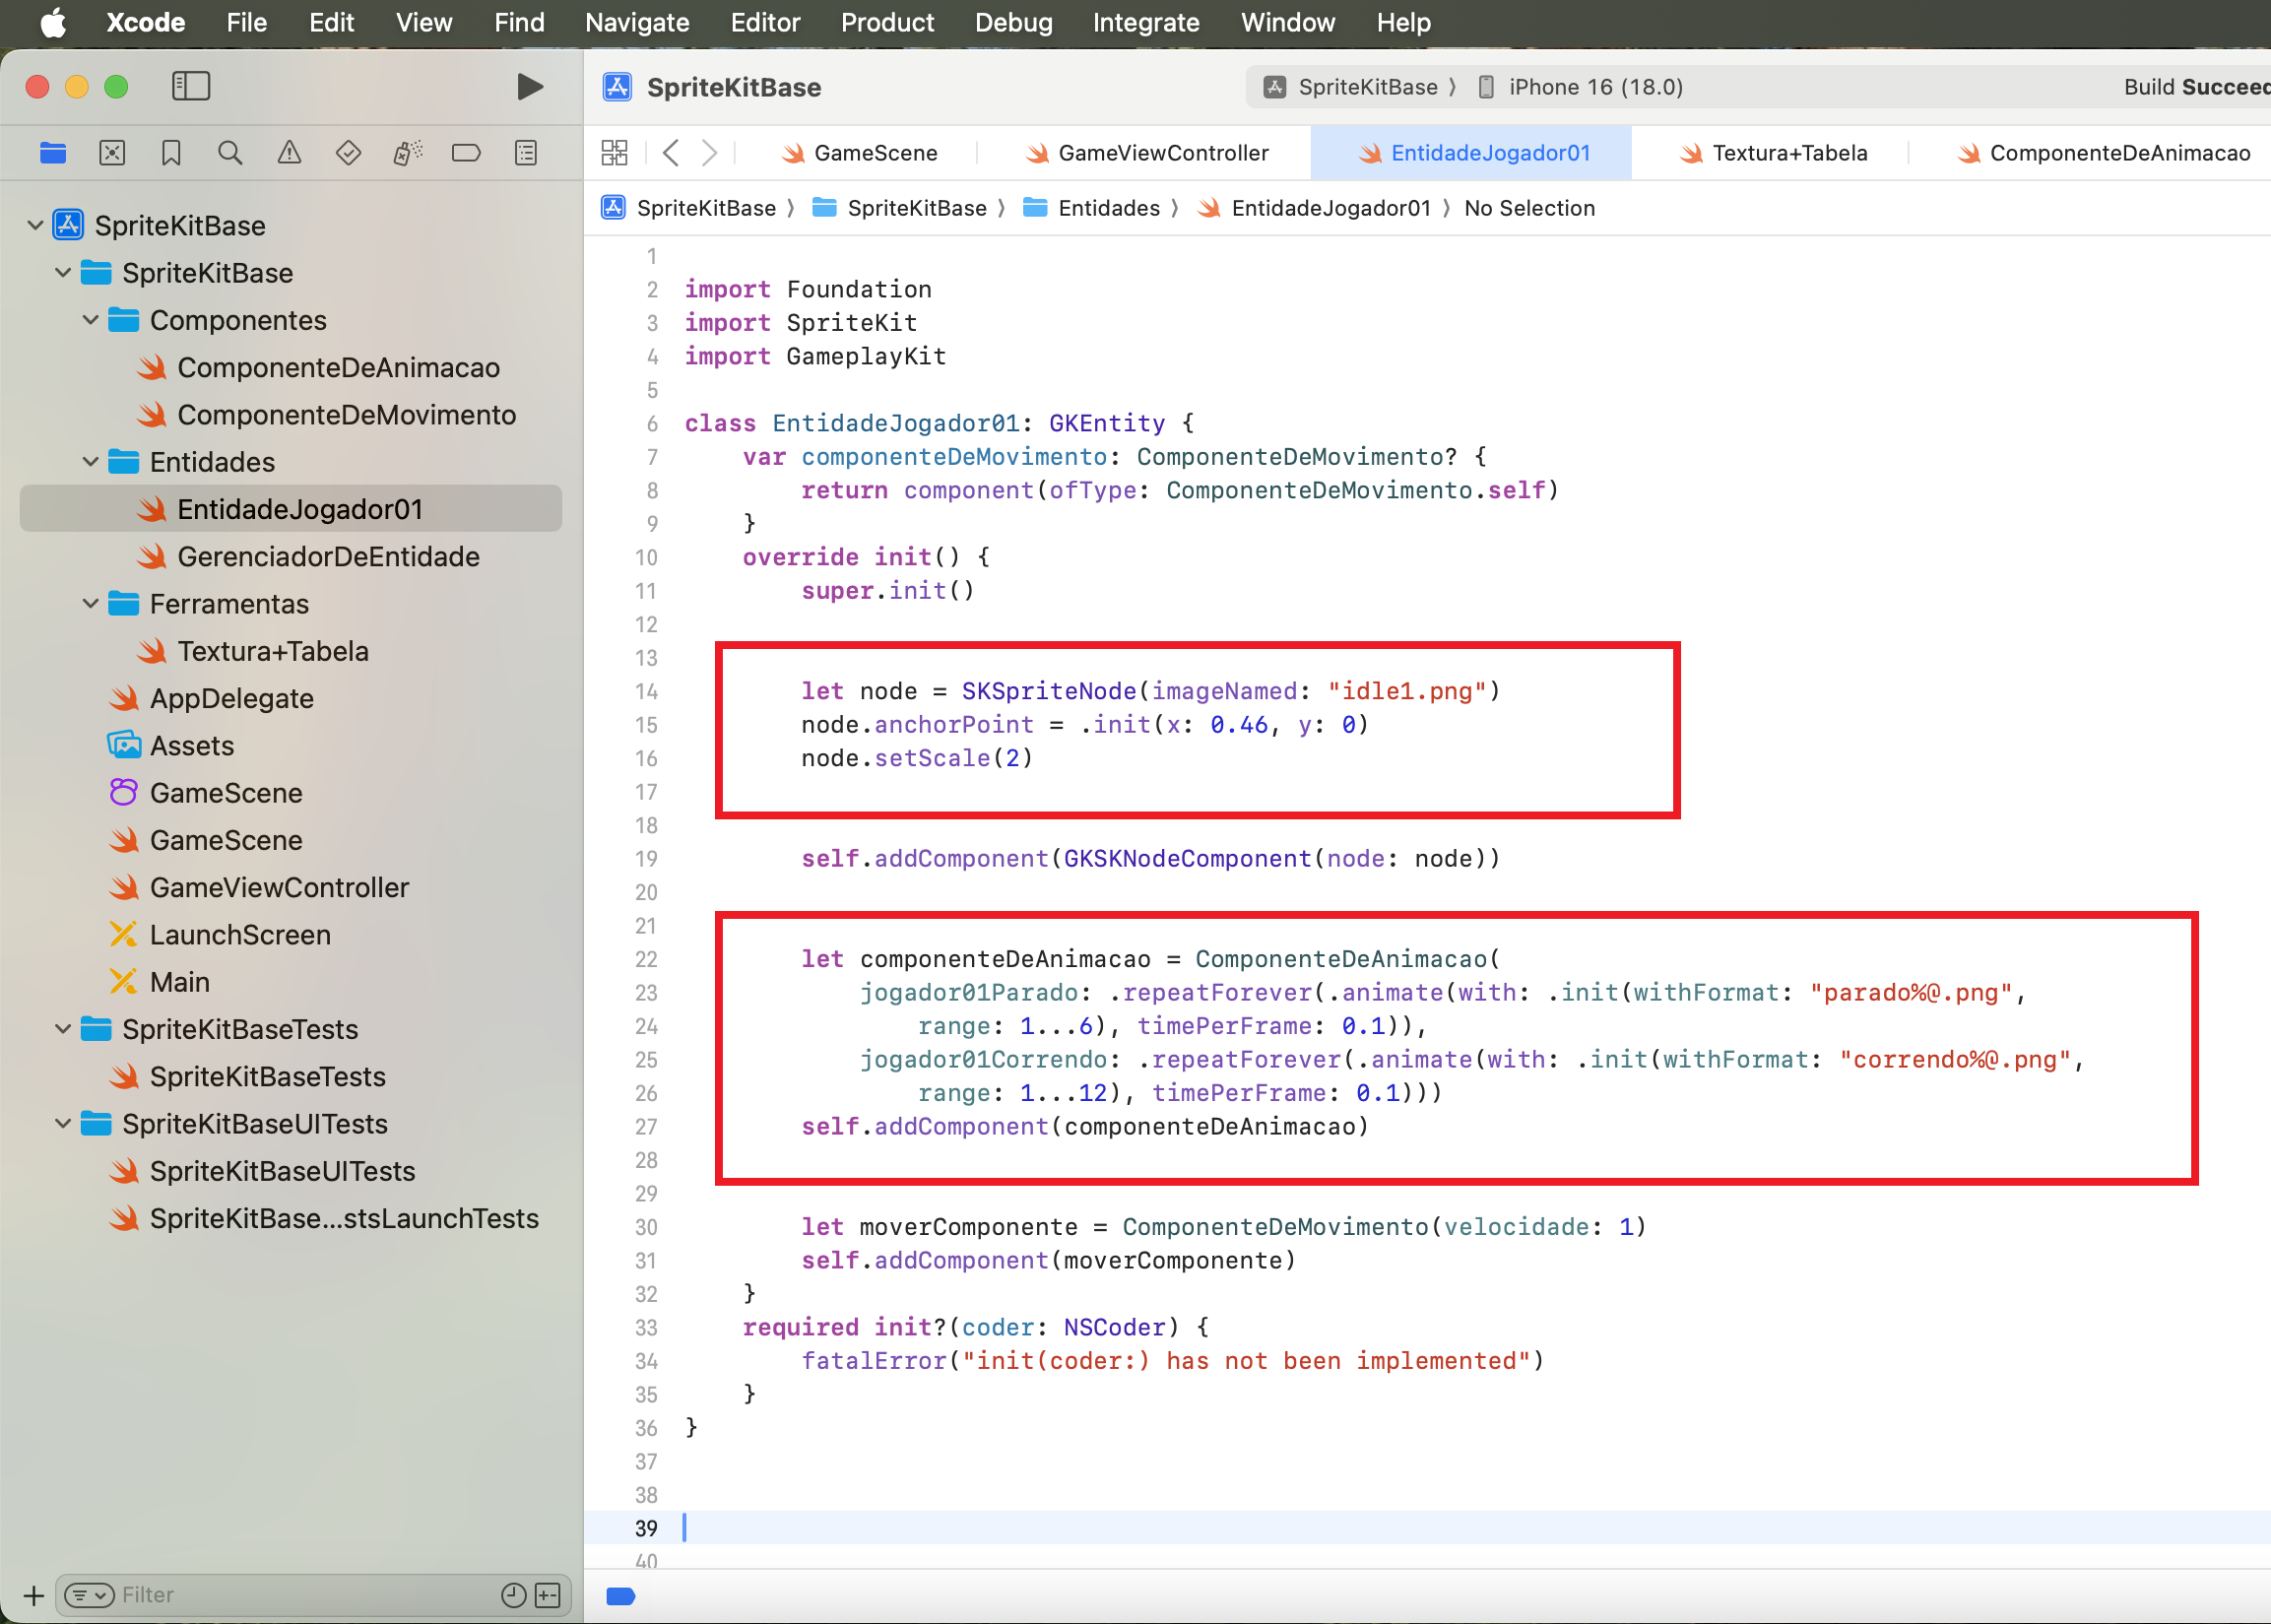 Xcode File Edit View Find Navigate Editor Product Debug Integrate Window Help
SpriteKitBase
SpriteKitBase
Componentes
ComponenteDeAnimacao
ComponenteDeMovimento
Entidades
EntidadeJogador01
GerenciadorDeEntidade
Ferramentas
Textura+Tabela
AppDelegate
Assets
GameScene
GameScene
GameViewController
LaunchScreen
Main
SpriteKitBaseTests
SpriteKitBaseTests
SpriteKitBaseUITests
SpriteKitBaseUITests
SpriteKitBase...stsLaunchTests
Filter
SpriteKitBase SpriteKitBase 〉 iPhone 16 (18.0) Build Succeed
GameScene GameViewController EntidadeJogador01 Textura+Tabela ComponenteDeAnimacao
SpriteKitBase 〉 SpriteKitBase 〉 Entidades 〉 EntidadeJogador01 〉 No Selection
1
2 import Foundation
3 import SpriteKit
4 import GameplayKit
5
6 class EntidadeJogador01: GKEntity {
7 var componenteDeMovimento: ComponenteDeMovimento? {
8 return component(ofType: ComponenteDeMovimento.self)
9 }
10 override init() {
11 super.init()
12
13
14 let node = SKSpriteNode(imageNamed: "idle1.png")
15 node.anchorPoint = .init(x: 0.46, y: 0)
16 node.setScale(2)
17
18
19 self.addComponent(GKSKNodeComponent(node: node))
20
21
22 let componenteDeAnimacao = ComponenteDeAnimacao(
23 jogador01Parado: .repeatForever(.animate(with: .init(withFormat: "parado%@.png",
24 range: 1...6), timePerFrame: 0.1)),
25 jogador01Correndo: .repeatForever(.animate(with: .init(withFormat: "correndo%@.png",
26 range: 1...12), timePerFrame: 0.1)))
27 self.addComponent(componenteDeAnimacao)
28
29
30 let moverComponente = ComponenteDeMovimento(velocidade: 1)
31 self.addComponent(moverComponente)
32 }
33 required init?(coder: NSCoder) {
34 fatalError("init(coder:) has not been implemented")
35 }
36 }
37
38
39
40